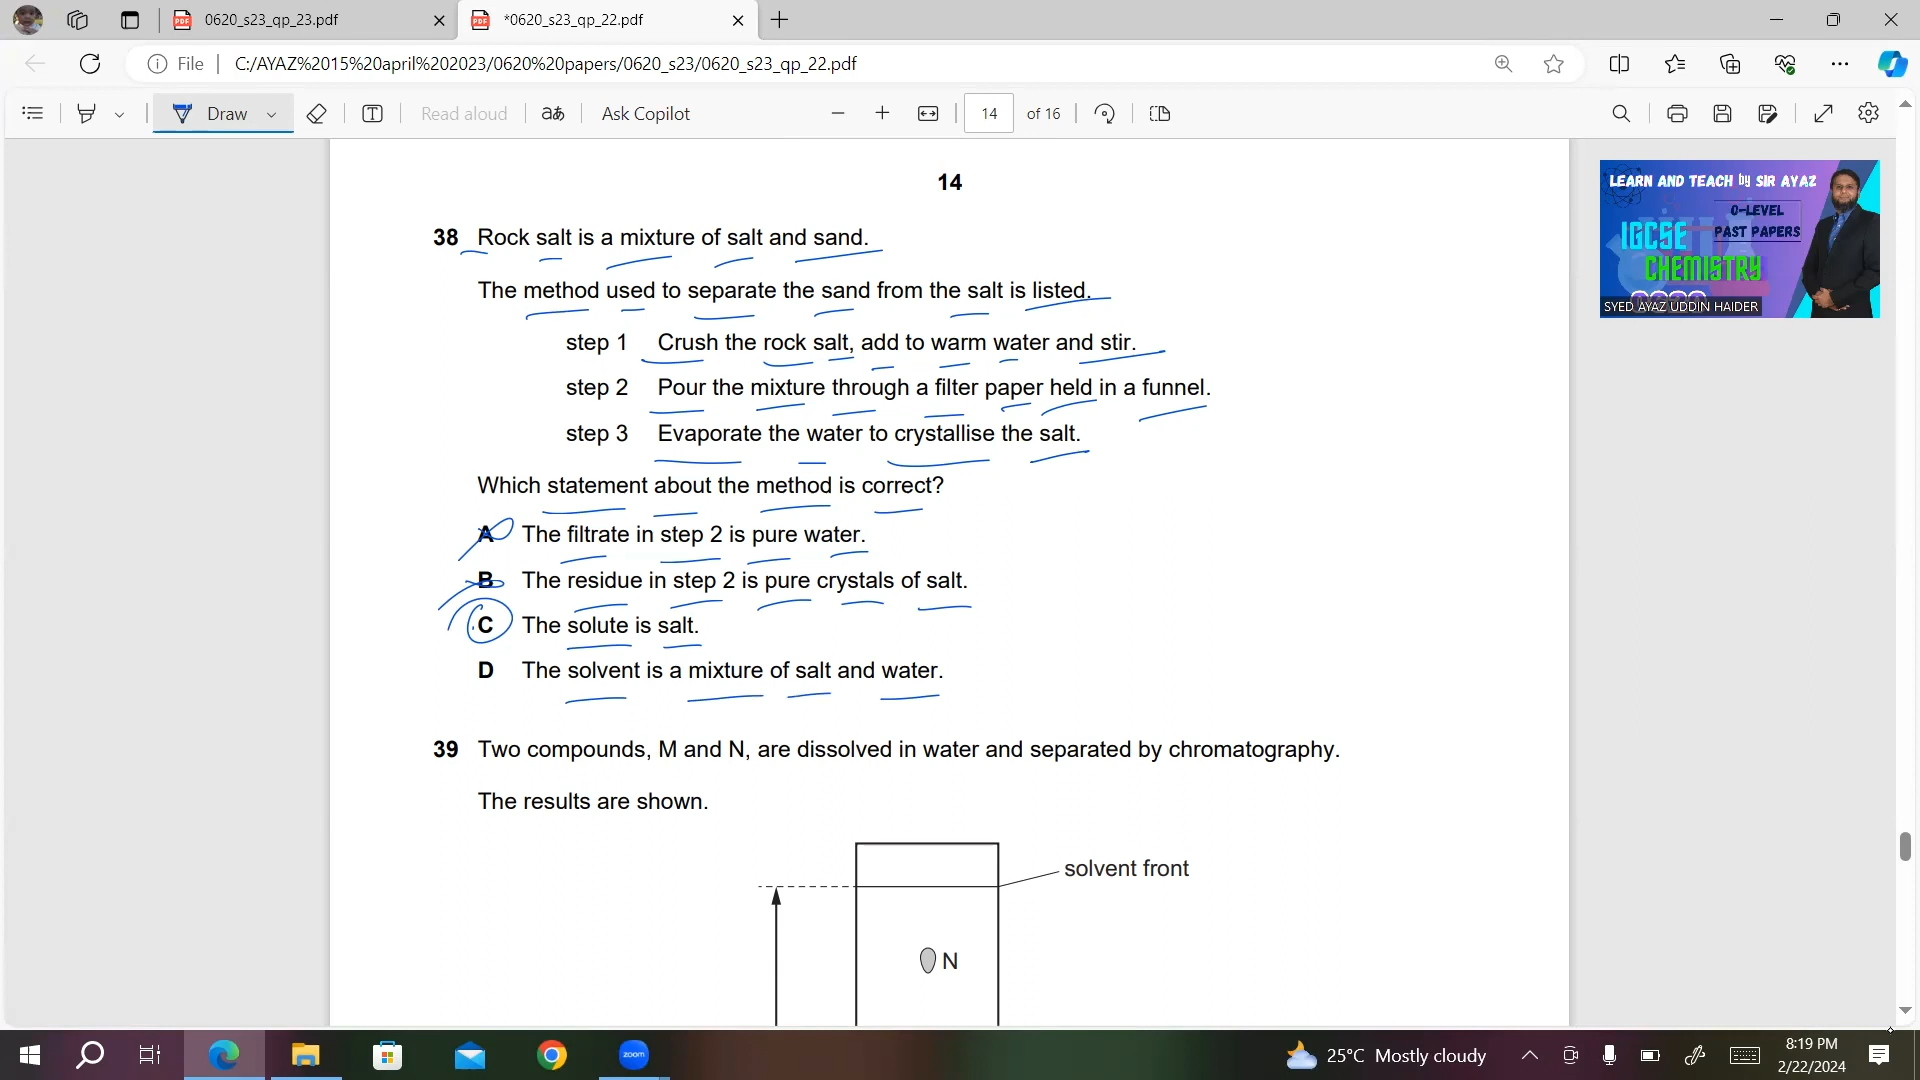 0620_s23_qp_23.pdf
*0620_s23_qp_22.pdf
File
C:/AYAZ%2015%20april%202023/0620%20papers/0620_s23/0620_s23_qp_22.pdf
Draw
Read aloud
aあ
Ask Copilot
14 of 16
14
38 Rock salt is a mixture of salt and sand.
The method used to separate the sand from the salt is listed.
step 1 Crush the rock salt, add to warm water and stir.
step 2 Pour the mixture through a filter paper held in a funnel.
step 3 Evaporate the water to crystallise the salt.
Which statement about the method is correct?
A The filtrate in step 2 is pure water.
B The residue in step 2 is pure crystals of salt.
C The solute is salt.
D The solvent is a mixture of salt and water.
39 Two compounds, M and N, are dissolved in water and separated by chromatography.
The results are shown.
solvent front
N
LEARN AND TEACH by SIR AYAZ
O-LEVEL
PAST PAPERS
IGCSE
CHEMISTRY
SYED AYAZ UDDIN HAIDER
zoom
25°C Mostly cloudy
8:19 PM
2/22/2024